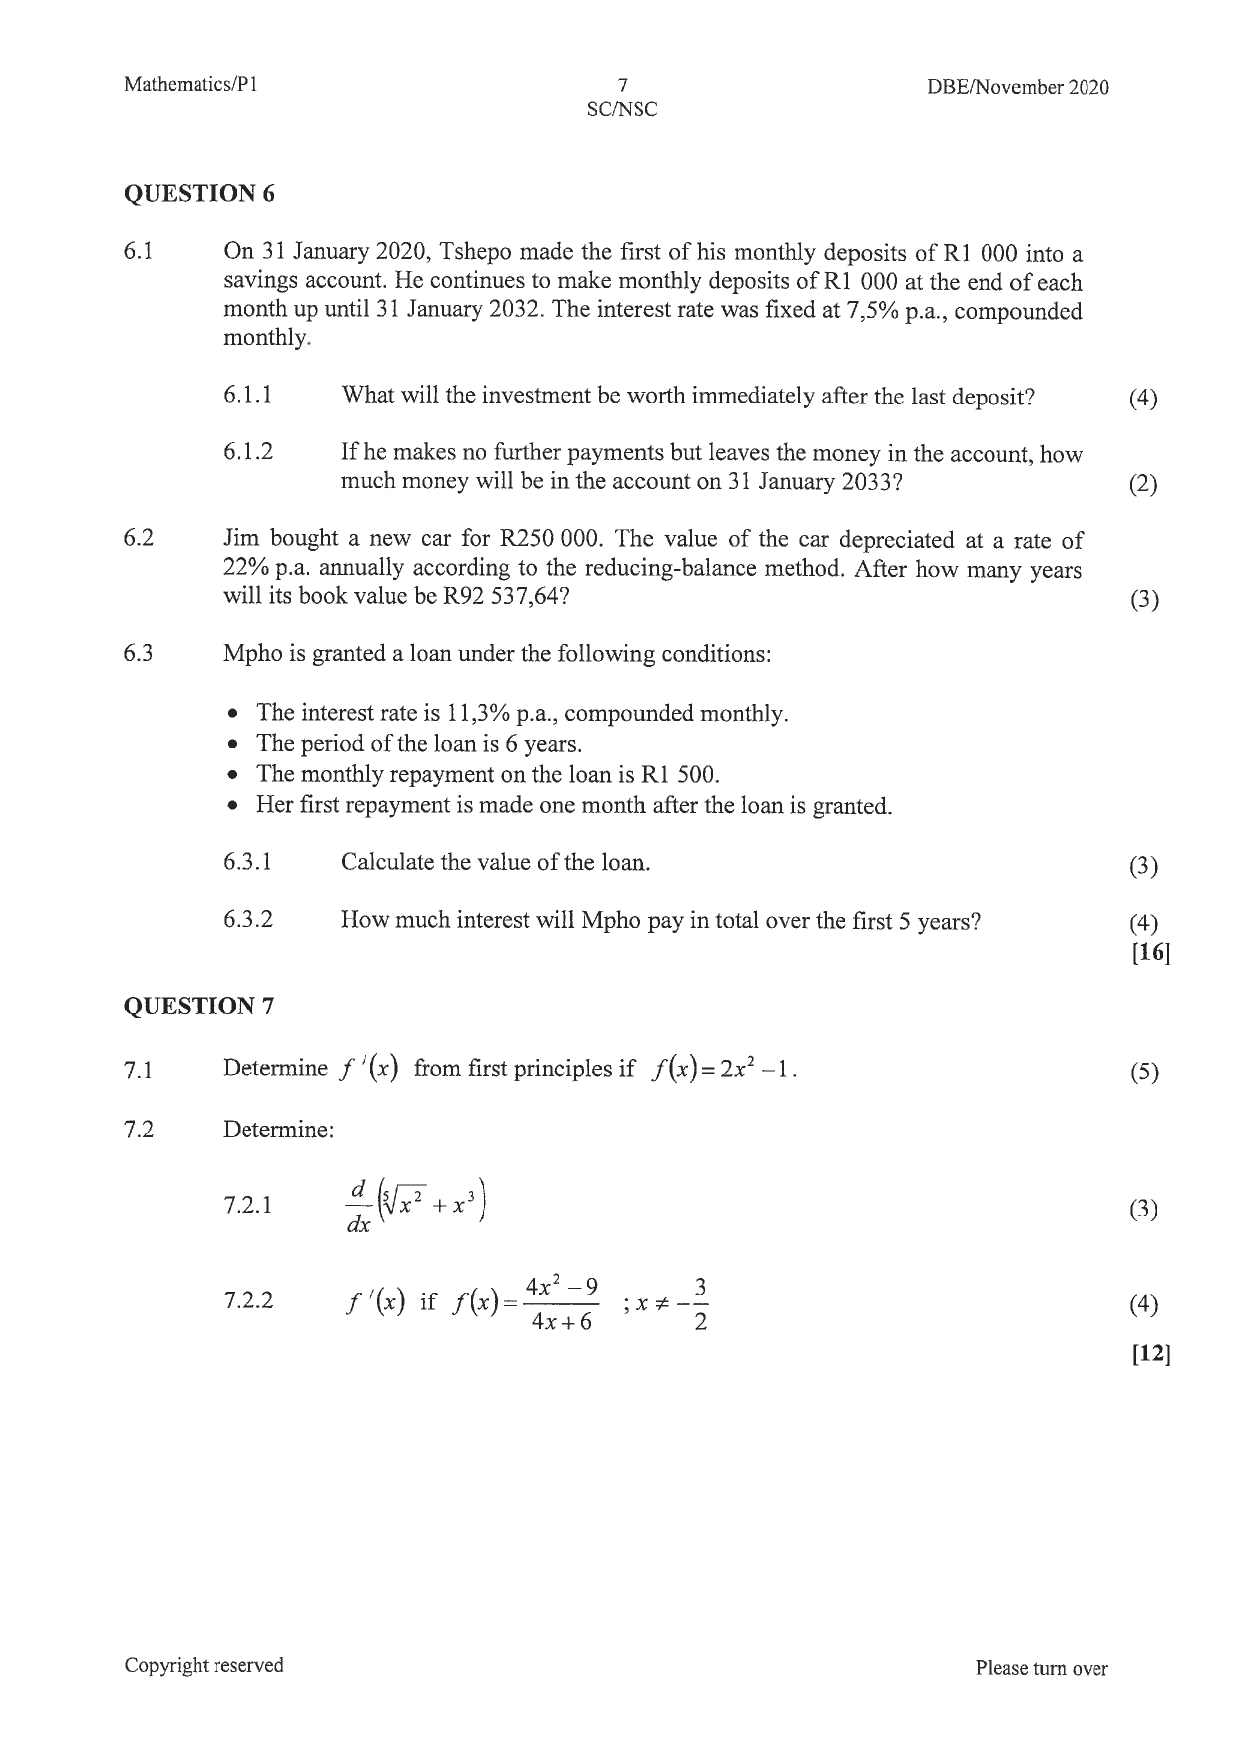 Mathematics/P1 7 DBE/November 2020
SC/NSC
QUESTION 6
6.1 On 31 January 2020, Tshepo made the first of his monthly deposits of R1 000 into a
savings account. He continues to make monthly deposits of R1 000 at the end of each
month up until 31 January 2032. The interest rate was fixed at 7,5% p.a., compounded
monthly.
6.1.1 What will the investment be worth immediately after the last deposit? (4)
6.1.2 If he makes no further payments but leaves the money in the account, how
much money will be in the account on 31 January 2033? (2)
6.2 Jim bought a new car for R250 000. The value of the car depreciated at a rate of
22% p.a. annually according to the reducing-balance method. After how many years
will its book value be R92 537,64? (3)
6.3 Mpho is granted a loan under the following conditions:
• The interest rate is 11,3% p.a., compounded monthly.
• The period of the loan is 6 years.
• The monthly repayment on the loan is R1 500.
• Her first repayment is made one month after the loan is granted.
6.3.1 Calculate the value of the loan. (3)
6.3.2 How much interest will Mpho pay in total over the first 5 years? (4)
[16]
QUESTION 7
7.1 Determine f ′(x) from first principles if f(x) = 2x² − 1. (5)
7.2 Determine:
7.2.1 d/dx (⁵√x² + x³) (3)
7.2.2 f ′(x) if f(x) = (4x² − 9)/(4x + 6) ; x ≠ −3/2 (4)
[12]
Copyright reserved Please turn over